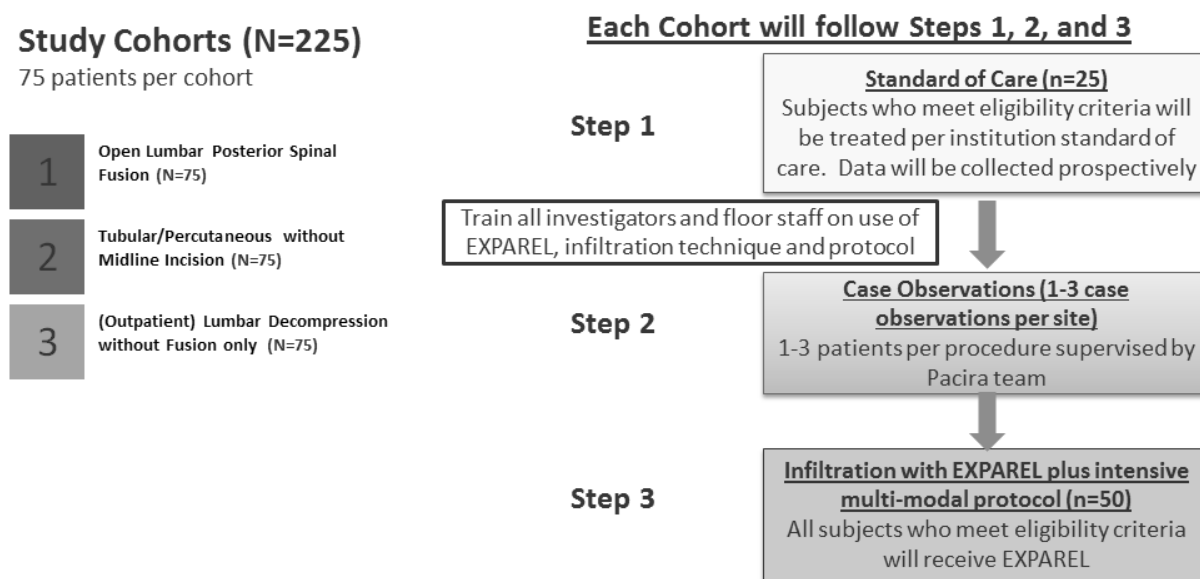 Study Cohorts (N=225)
75 patients per cohort
1
Open Lumbar Posterior Spinal
Fusion (N=75)
2
Tubular/Percutaneous without
Midline Incision (N=75)
3
(Outpatient) Lumbar Decompression
without Fusion only (N=75)
Each Cohort will follow Steps 1, 2, and 3
Step 1
Standard of Care (n=25)
Subjects who meet eligibility criteria will
be treated per institution standard of
care. Data will be collected prospectively
Train all investigators and floor staff on use of
EXPAREL, infiltration technique and protocol
Step 2
Case Observations (1-3 case
observations per site)
1-3 patients per procedure supervised by
Pacira team
Step 3
Infiltration with EXPAREL plus intensive
multi-modal protocol (n=50)
All subjects who meet eligibility criteria
will receive EXPAREL